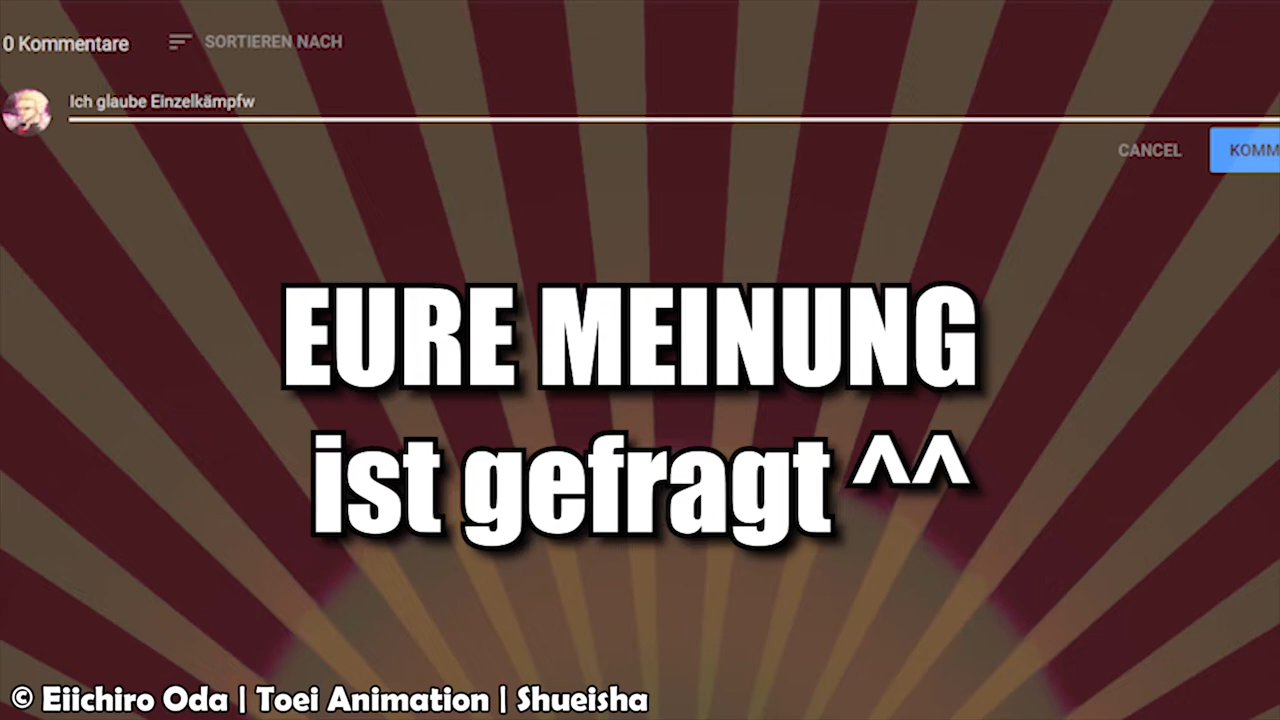 0 Kommentare SORTIEREN NACH
Ich glaube Einzelkämpfw
CANCEL KOMM
EURE MEINUNG
ist gefragt ^^
© Eiichiro Oda | Toei Animation | Shueisha